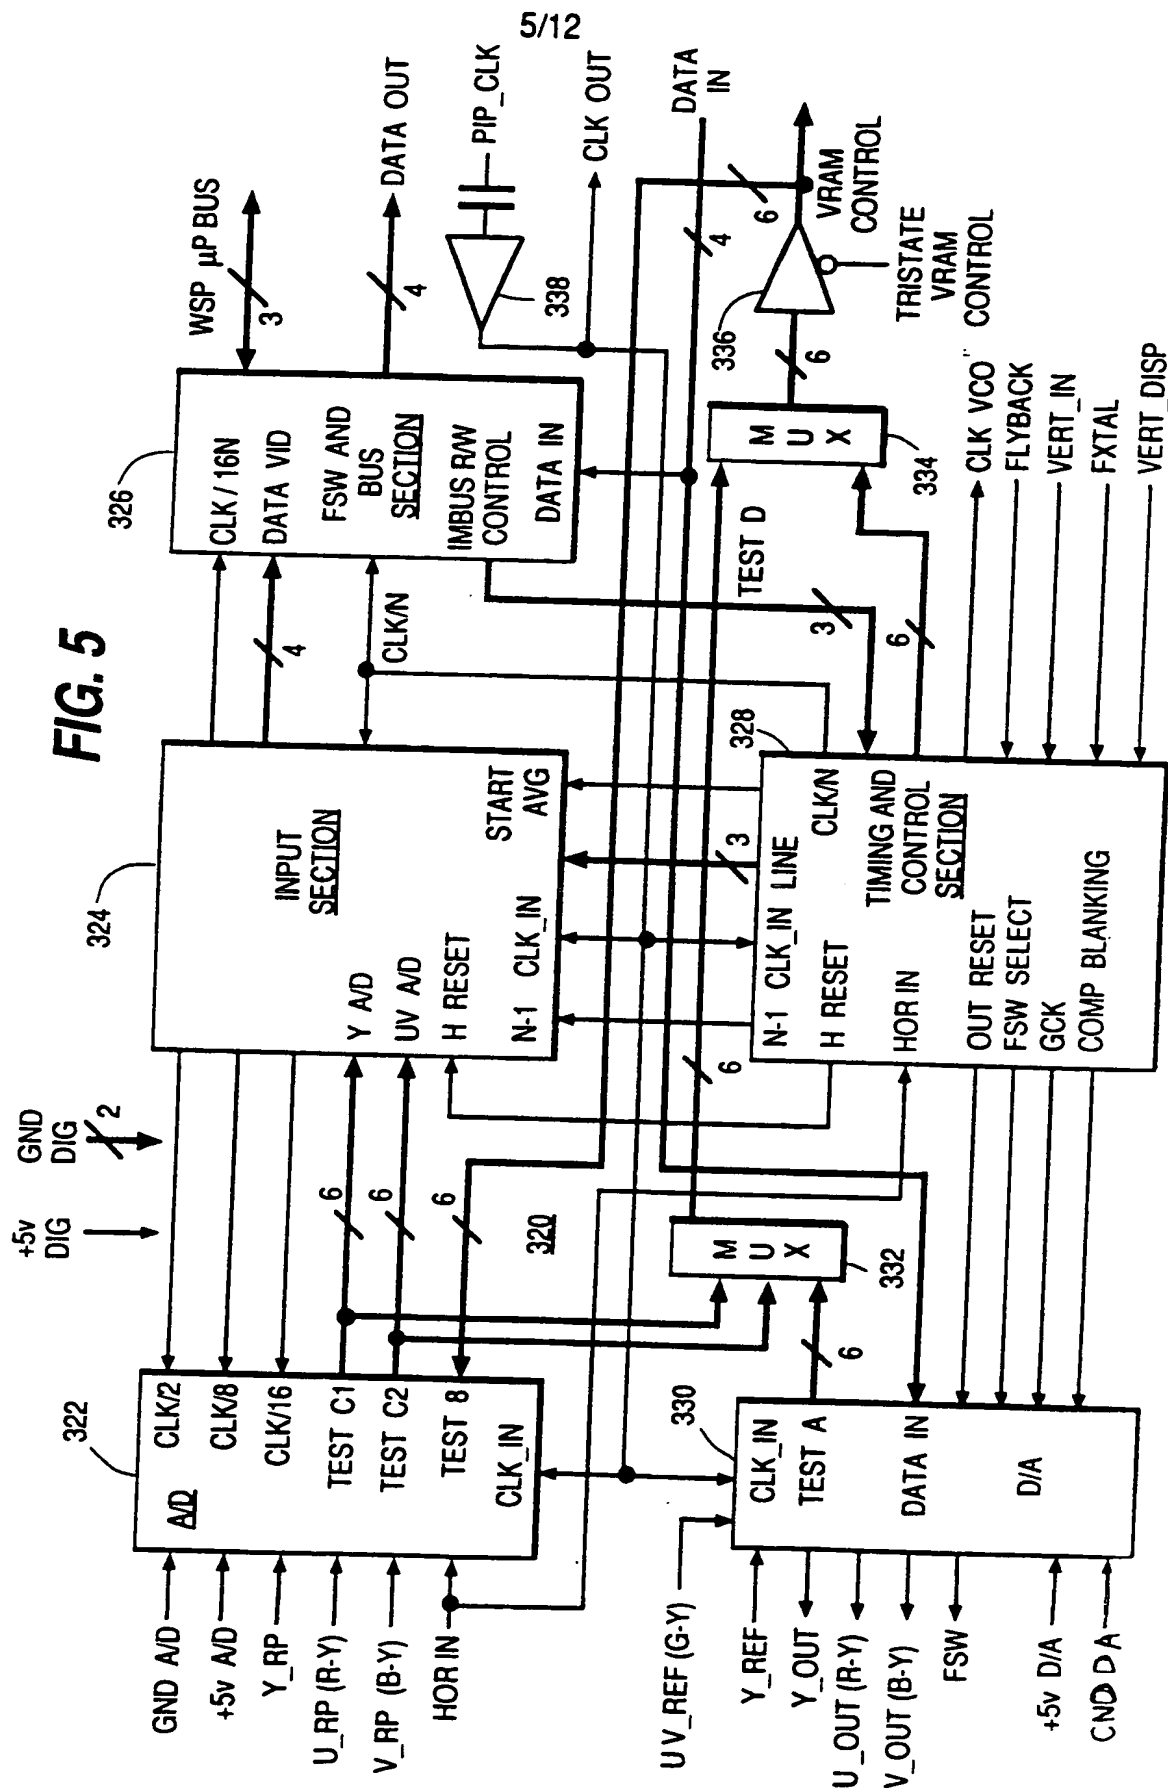 5/12
FIG. 5
GND A/D
+5v A/D
Y_RP
U_RP (R-Y)
V_RP (B-Y)
HOR IN
322
A/D
CLK/2
CLK/8
CLK/16
TEST C1
TEST C2
TEST 8
CLK_IN
+5v
DIG
GND
DIG
2
6
6
6
320
324
INPUT
SECTION
Y A/D
UV A/D
H RESET
N-1
CLK_IN
START
AVG
4
CLK/N
326
CLK / 16N
DATA VID
FSW AND
BUS
SECTION
IMBUS R/W
CONTROL
DATA IN
WSP µP BUS
3
DATA OUT
4
PIP_CLK
338
CLK OUT
DATA
IN
4
6
UV_REF (G-Y)
Y_REF
Y_OUT
U_OUT (R-Y)
V_OUT (B-Y)
FSW
+5v D/A
330
CLK_IN
TEST A
DATA IN
D/A
6
MUX
332
6
328
N-1
CLK_IN
LINE
3
CLK/N
H RESET
HOR IN
TIMING AND
CONTROL
SECTION
OUT RESET
FSW SELECT
GCK
COMP BLANKING
3
6
TEST D
MUX
334
6
336
VRAM
CONTROL
TRISTATE
VRAM
CONTROL
CLK VCO"
FLYBACK
VERT_IN
FXTAL
VERT_DISP